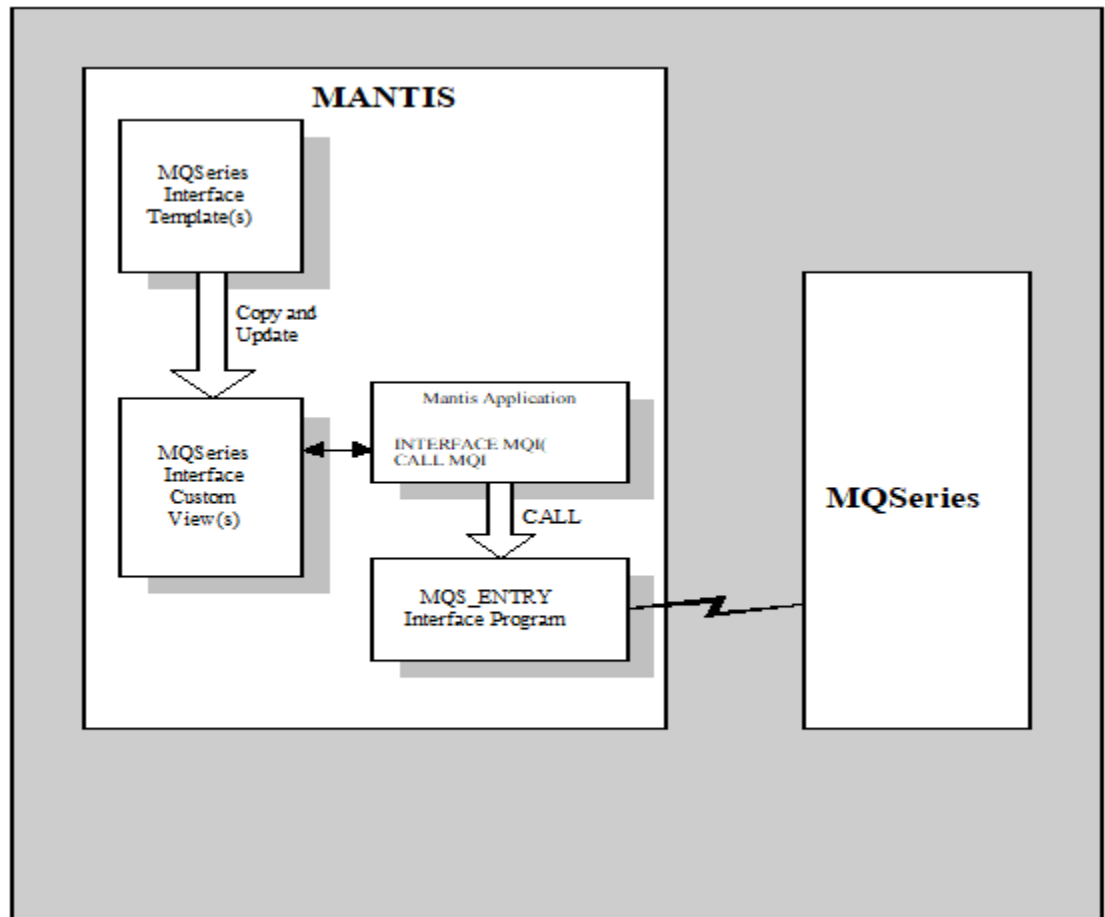 MANTIS
MQSeries
Interface
Template(s)
Copy and
Update
MQSeries
Interface
Custom
View(s)
Mantis Application
INTERFACE MQI(
CALL MQI
CALL
MQS_ENTRY
Interface Program
MQSeries